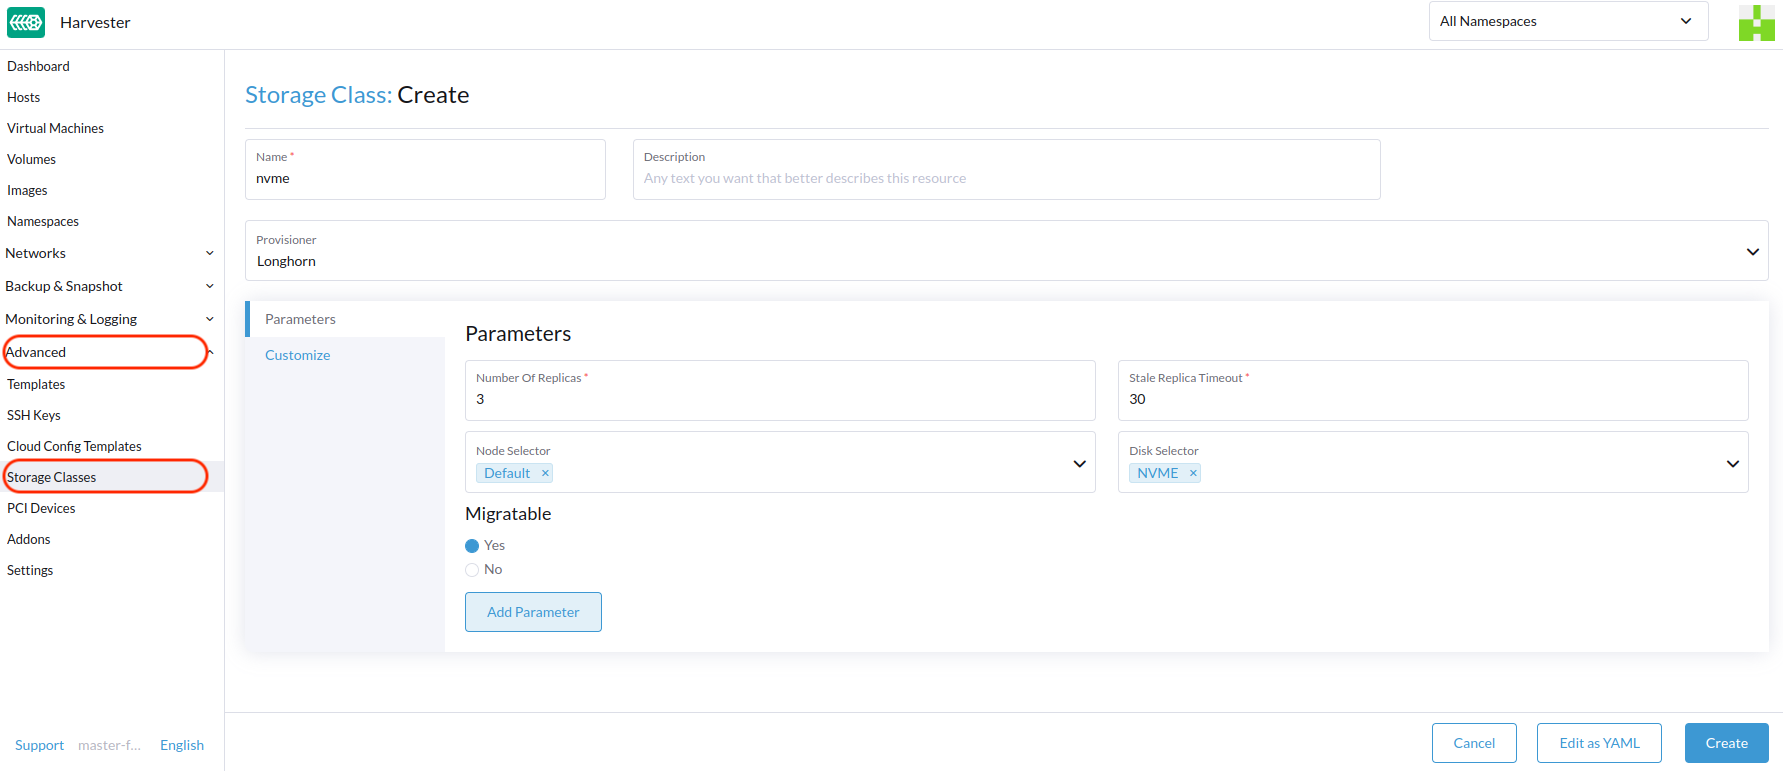 Harvester
All Namespaces
Dashboard
Hosts
Virtual Machines
Volumes
Images
Namespaces
Networks
Backup & Snapshot
Monitoring & Logging
Advanced
Templates
SSH Keys
Cloud Config Templates
Storage Classes
PCI Devices
Addons
Settings
Support master-f... English
Storage Class: Create
Name *
nvme
Description
Any text you want that better describes this resource
Provisioner
Longhorn
Parameters
Customize
Parameters
Number Of Replicas *
3
Stale Replica Timeout *
30
Node Selector
Default ×
Disk Selector
NVME ×
Migratable
Yes
No
Add Parameter
Cancel
Edit as YAML
Create